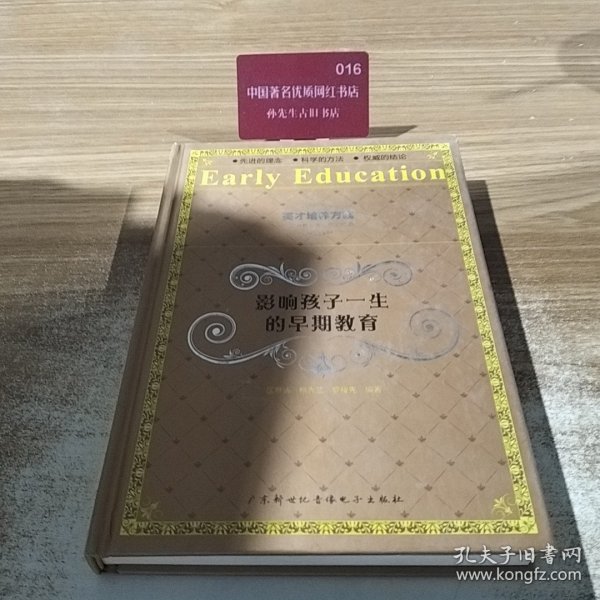 016
中国著名优质网红书店
孙先生古旧书店
•先进的理念 •科学的方法 •权威的结论
Early Education
英才培养方案
影响孩子一生
的早期教育
编著
广东新世纪音像电子出版社
孔夫子旧书网
www.kongfz.com